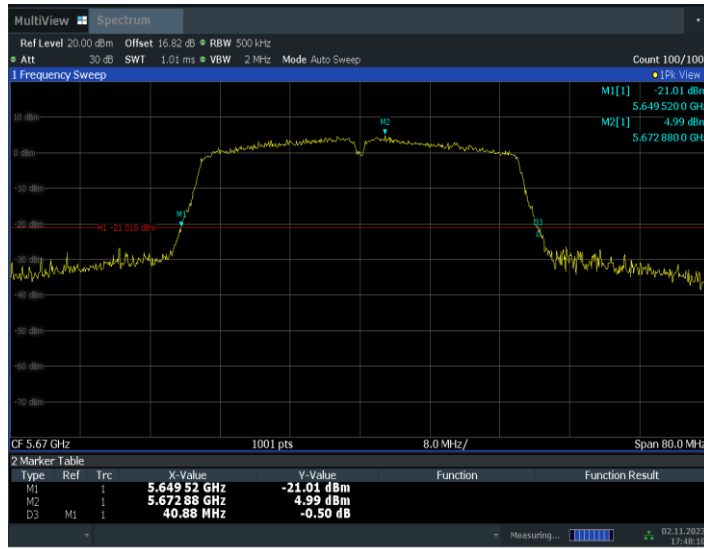 MultiView Spectrum
Ref Level 20.00 dBm Offset 16.82 dB RBW 500 kHz
Att 30 dB SWT 1.01 ms VBW 2 MHz Mode Auto Sweep Count 100/100
1 Frequency Sweep 1Pk View
M1[1] -21.01 dBm
5.649 520 0 GHz
10 dBm M2 M2[1] 4.99 dBm
5.672 880 0 GHz
0 dBm
-10 dBm
M1
-20 dBm H1 -21.010 dBm D3
-30 dBm
-40 dBm
-50 dBm
-60 dBm
-70 dBm
CF 5.67 GHz 1001 pts 8.0 MHz/ Span 80.0 MHz
2 Marker Table
Type Ref Trc X-Value Y-Value Function Function Result
M1 1 5.649 52 GHz -21.01 dBm
M2 1 5.672 88 GHz 4.99 dBm
D3 M1 1 40.88 MHz -0.50 dB
Measuring... 02.11.2023
17:48:10